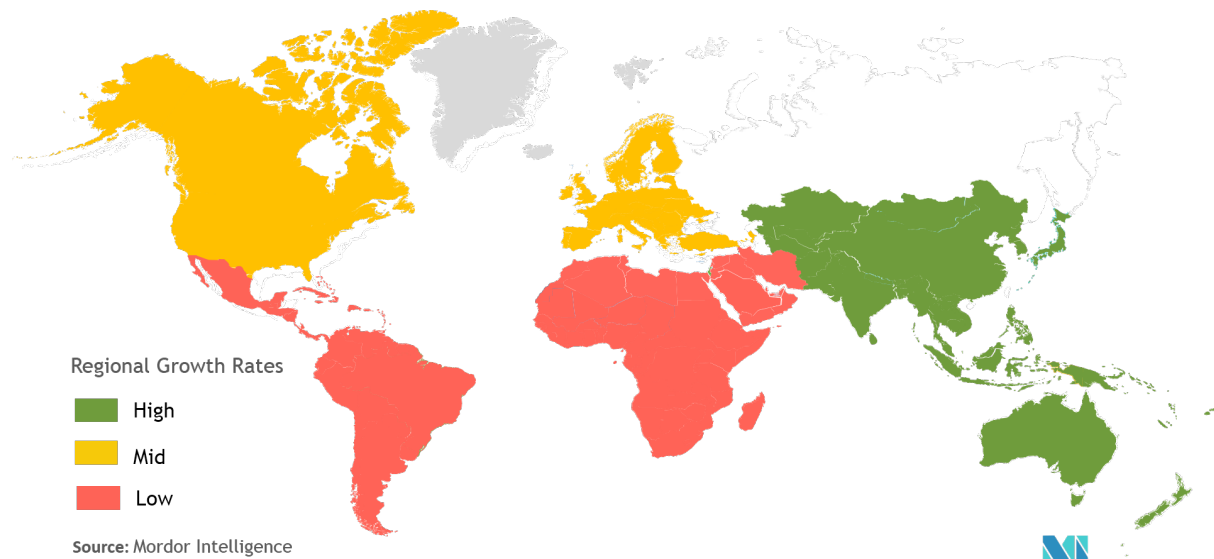 Regional Growth Rates
High
Mid
Low
Source: Mordor Intelligence